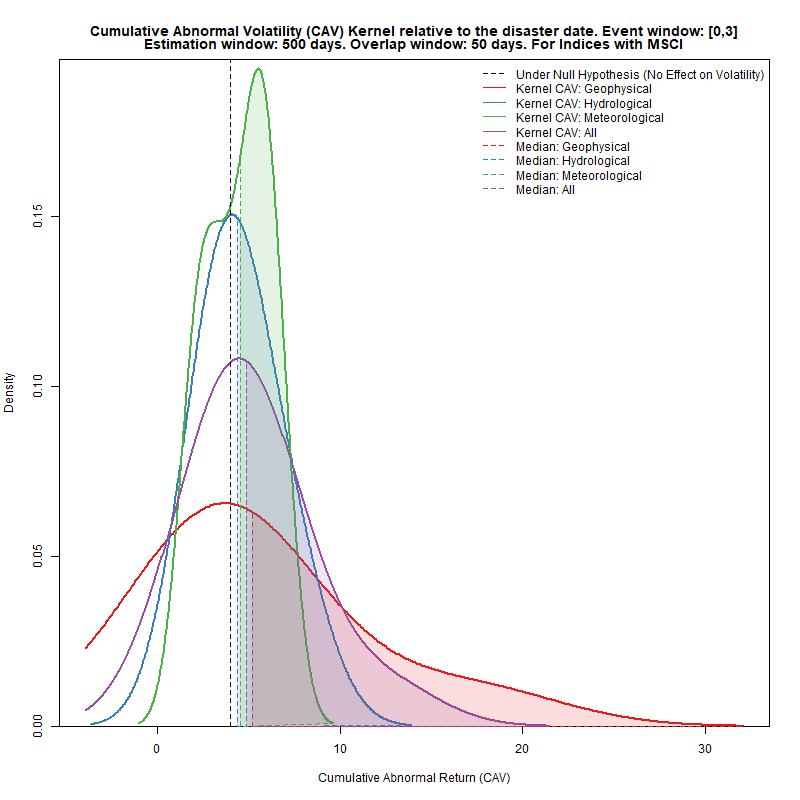 Cumulative Abnormal Volatility (CAV) Kernel relative to the disaster date. Event window: [0,3]
Estimation window: 500 days. Overlap window: 50 days. For Indices with MSCI
Under Null Hypothesis (No Effect on Volatility)
Kernel CAV: Geophysical
Kernel CAV: Hydrological
Kernel CAV: Meteorological
Kernel CAV: All
Median: Geophysical
Median: Hydrological
Median: Meteorological
Median: All
Density
0.15
0.10
0.05
0.00
0
10
20
30
Cumulative Abnormal Return (CAV)